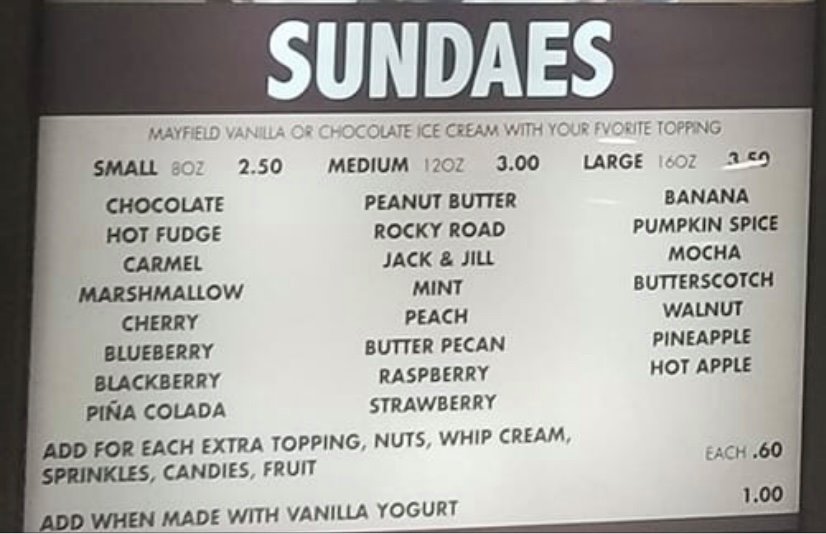 SUNDAES
MAYFIELD VANILLA OR CHOCOLATE ICE CREAM WITH YOUR FVORITE TOPPING
SMALL 8OZ 2.50 MEDIUM 12OZ 3.00 LARGE 16OZ 3.50
CHOCOLATE PEANUT BUTTER BANANA
HOT FUDGE ROCKY ROAD PUMPKIN SPICE
CARMEL JACK & JILL MOCHA
MARSHMALLOW MINT BUTTERSCOTCH
CHERRY PEACH WALNUT
BLUEBERRY BUTTER PECAN PINEAPPLE
BLACKBERRY RASPBERRY HOT APPLE
PIÑA COLADA STRAWBERRY
ADD FOR EACH EXTRA TOPPING, NUTS, WHIP CREAM,
SPRINKLES, CANDIES, FRUIT EACH .60
ADD WHEN MADE WITH VANILLA YOGURT 1.00